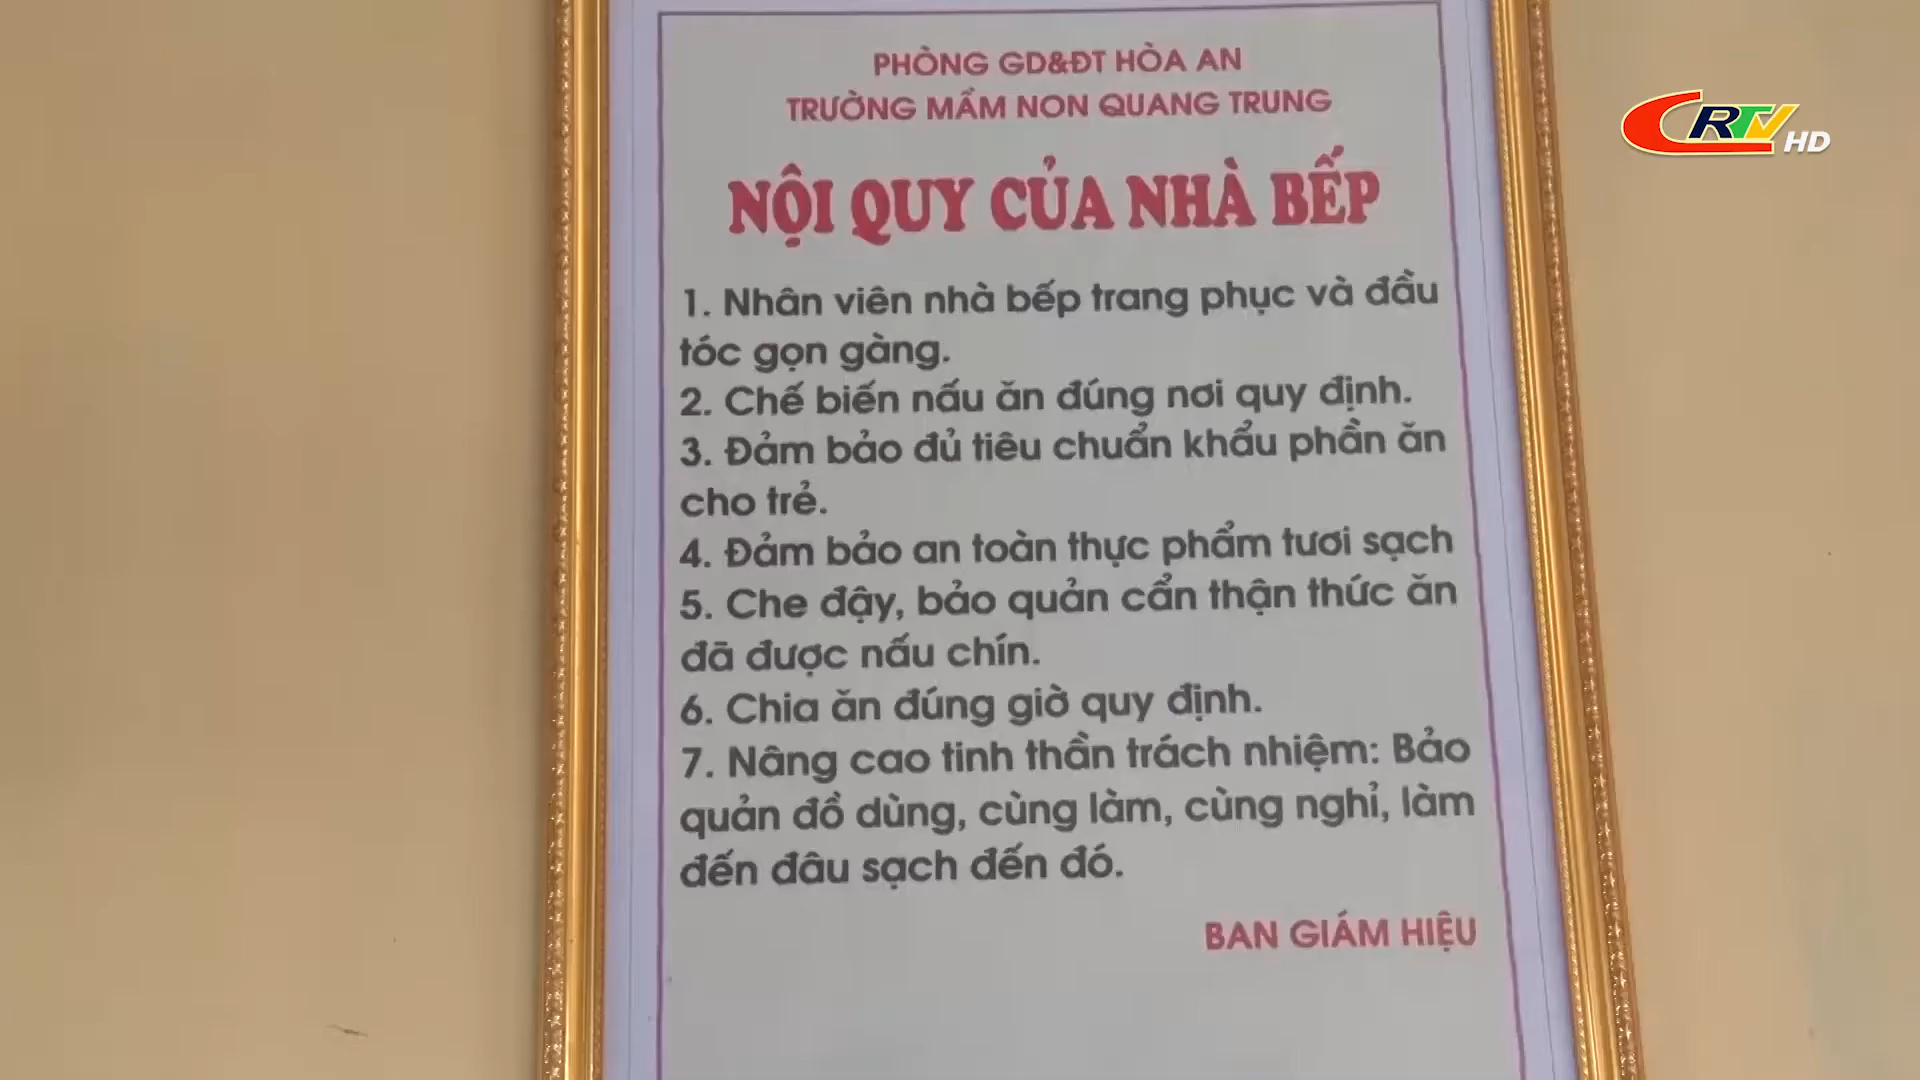 PHÒNG GD&ĐT HÒA AN
TRƯỜNG MẦM NON QUANG TRUNG
NỘI QUY CỦA NHÀ BẾP
1. Nhân viên nhà bếp trang phục và đầu
tóc gọn gàng.
2. Chế biến nấu ăn đúng nơi quy định.
3. Đảm bảo đủ tiêu chuẩn khẩu phần ăn
cho trẻ.
4. Đảm bảo an toàn thực phẩm tươi sạch
5. Che đậy, bảo quản cẩn thận thức ăn
đã được nấu chín.
6. Chia ăn đúng giờ quy định.
7. Nâng cao tinh thần trách nhiệm: Bảo
quản đồ dùng, cùng làm, cùng nghỉ, làm
đến đâu sạch đến đó.
BAN GIÁM HIỆU
CRTV HD